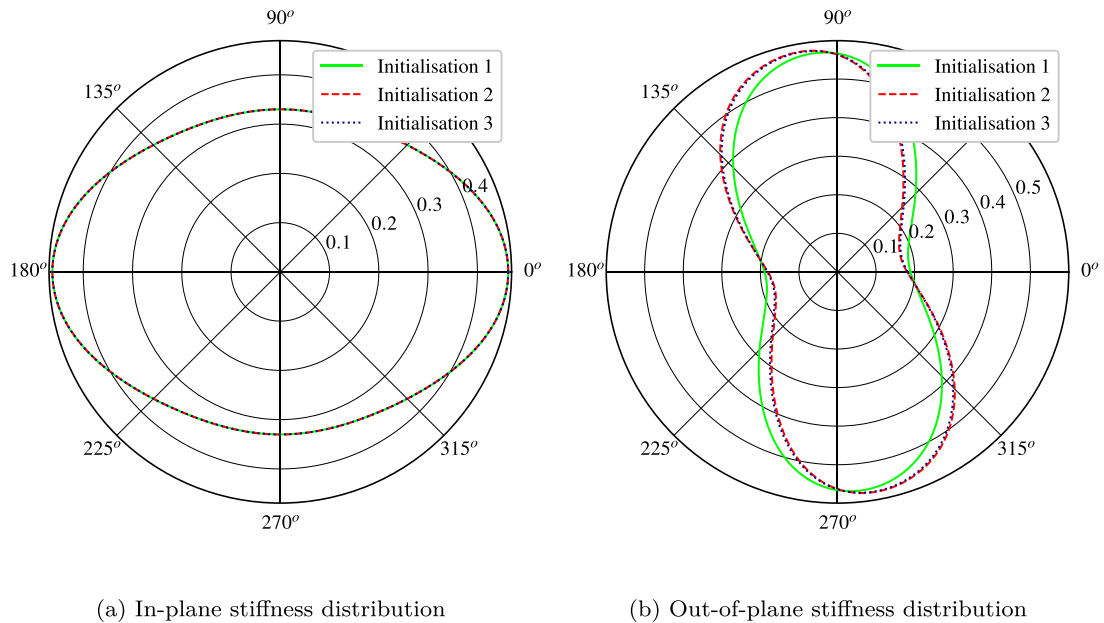 90°
Initialisation 1
Initialisation 2
Initialisation 3
135°
0.4
0.3
0.2
0.1
180°
0°
225°
315°
270°
(a) In-plane stiffness distribution
90°
Initialisation 1
Initialisation 2
Initialisation 3
135°
0.5
0.4
0.3
0.2
0.1
180°
0°
225°
315°
270°
(b) Out-of-plane stiffness distribution